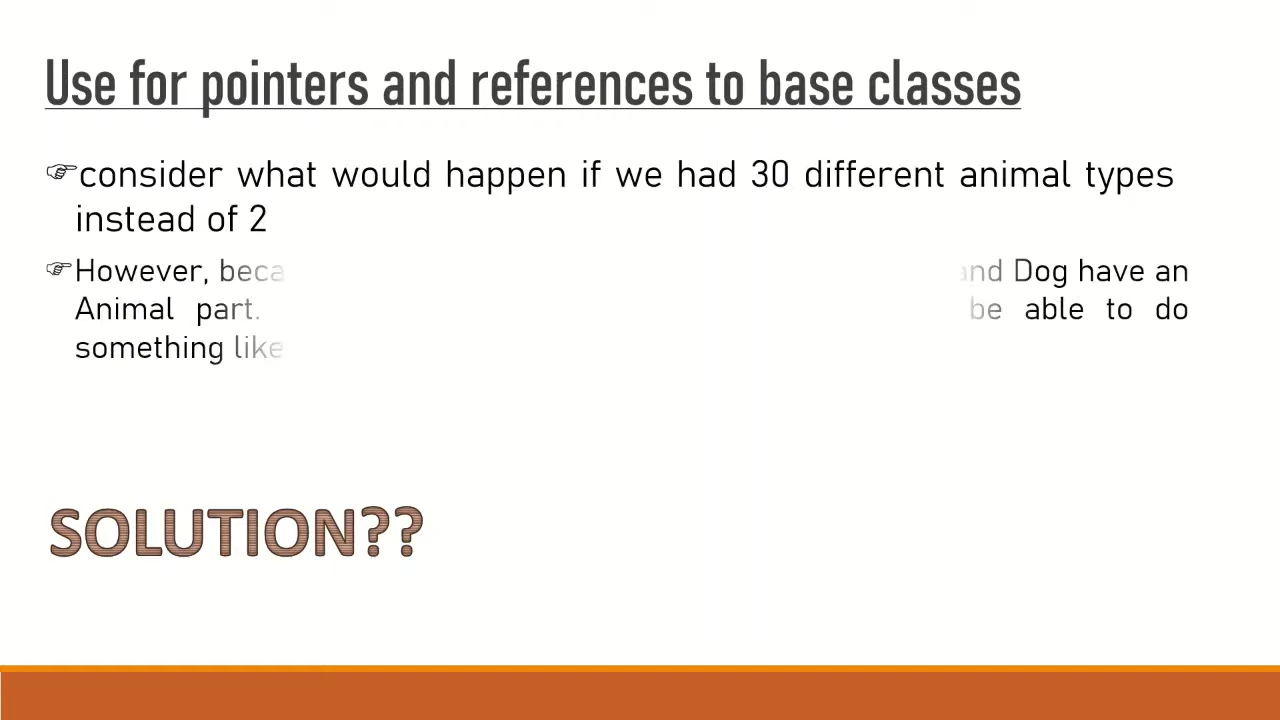 Use for pointers and references to base classes
☞consider what would happen if we had 30 different animal types
instead of 2
☞However, and Dog have an
Animal part. be able to do
something like
SOLUTION??